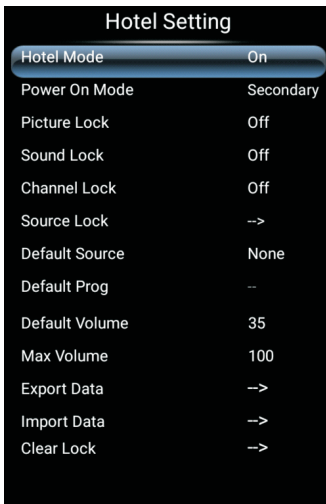 Hotel Setting
Hotel Mode On
Power On Mode Secondary
Picture Lock Off
Sound Lock Off
Channel Lock Off
Source Lock -->
Default Source None
Default Prog --
Default Volume 35
Max Volume 100
Export Data -->
Import Data -->
Clear Lock -->